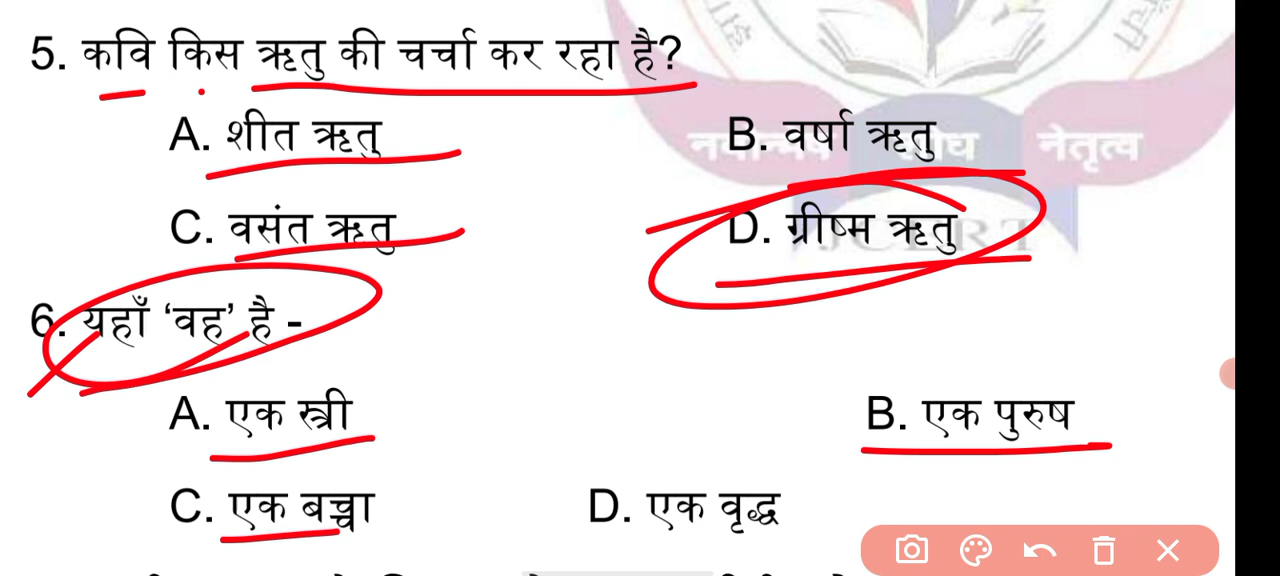 5. कवि किस ऋतु की चर्चा कर रहा है?
A. शीत ऋतु B. वर्षा ऋतु
C. वसंत ऋतु D. ग्रीष्म ऋतु
नेतृत्व
JCERT
6. यहाँ ‘वह’ है -
A. एक स्त्री B. एक पुरुष
C. एक बच्चा D. एक वृद्ध